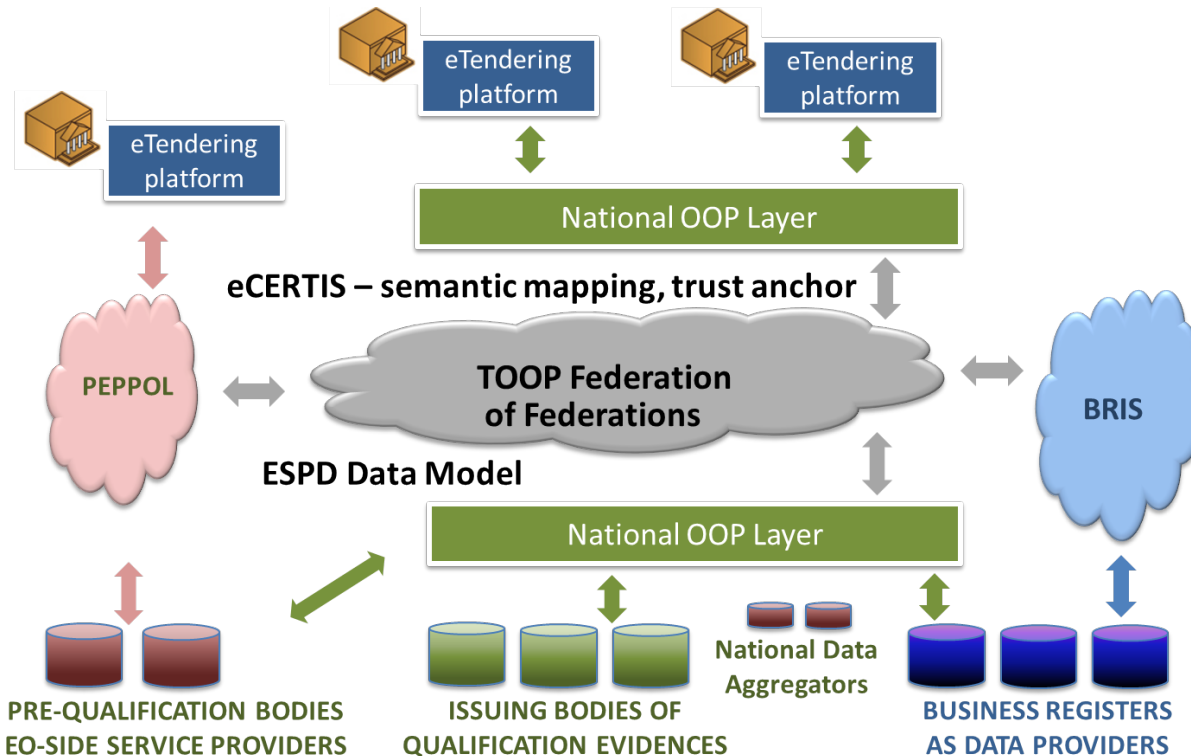 eTendering
platform
eTendering
platform
eTendering
platform
National OOP Layer
eCERTIS – semantic mapping, trust anchor
PEPPOL
TOOP Federation
of Federations
BRIS
ESPD Data Model
National OOP Layer
National Data
Aggregators
PRE-QUALIFICATION BODIES
EO-SIDE SERVICE PROVIDERS
ISSUING BODIES OF
QUALIFICATION EVIDENCES
BUSINESS REGISTERS
AS DATA PROVIDERS